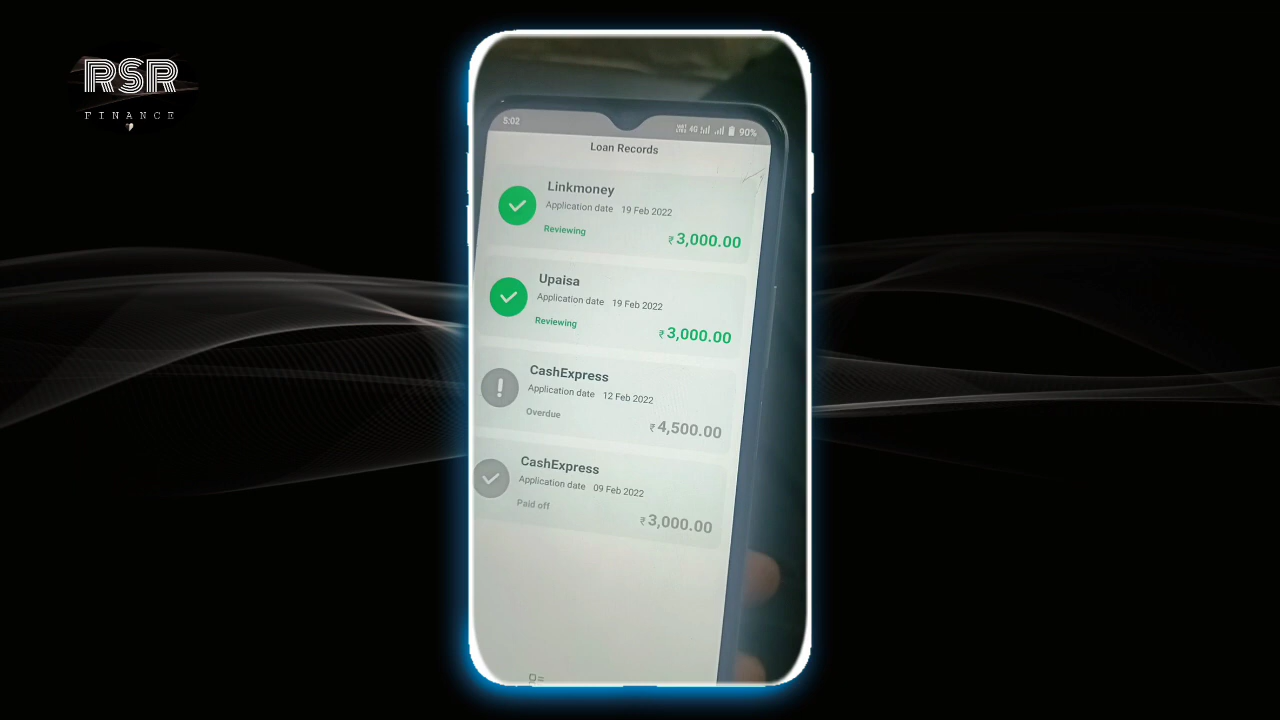 RSR
FINANCE
5:02
4G
90%
Loan Records
Linkmoney
Application date 19 Feb 2022
Reviewing
₹ 3,000.00
Upaisa
Application date 19 Feb 2022
Reviewing
₹ 3,000.00
CashExpress
Application date 12 Feb 2022
Overdue
₹ 4,500.00
CashExpress
Application date 09 Feb 2022
Paid off
₹ 3,000.00